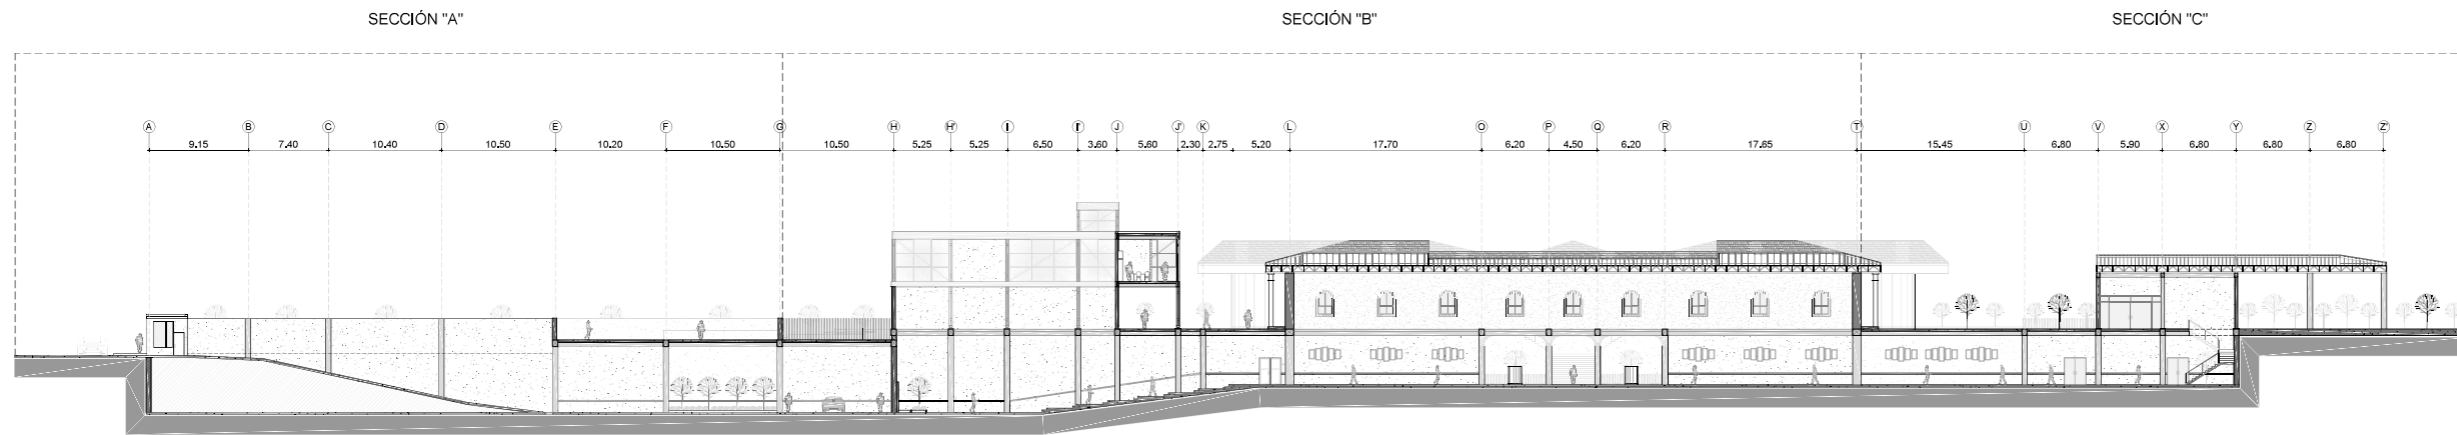 SECCIÓN "A" SECCIÓN "B" SECCIÓN "C"
A B C D E F G H H' I I' J J' K L O P Q R T' U V X Y Z Z'
9.15 7.40 10.40 10.50 10.20 10.50 10.50 5.25 5.25 6.50 3.60 5.60 2.30 2.75 5.20 17.70 6.20 4.50 6.20 17.65 15.45 6.80 5.90 6.80 6.80 6.80